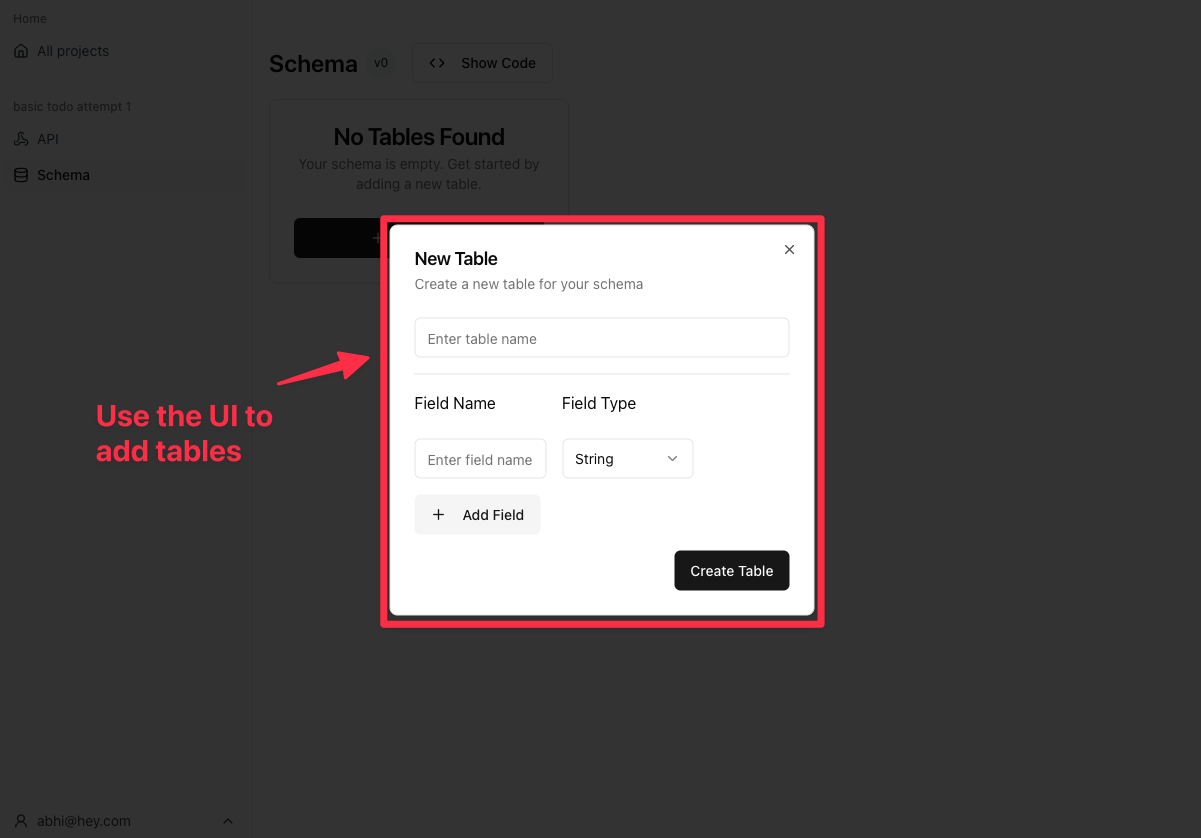 Home
All projects
basic todo attempt 1
API
Schema
abhi@hey.com
Schema v0 Show Code
No Tables Found
Your schema is empty. Get started by
adding a new table.
Use the UI to
add tables
New Table
Create a new table for your schema
Enter table name
Field Name Field Type
Enter field name String
Add Field
Create Table